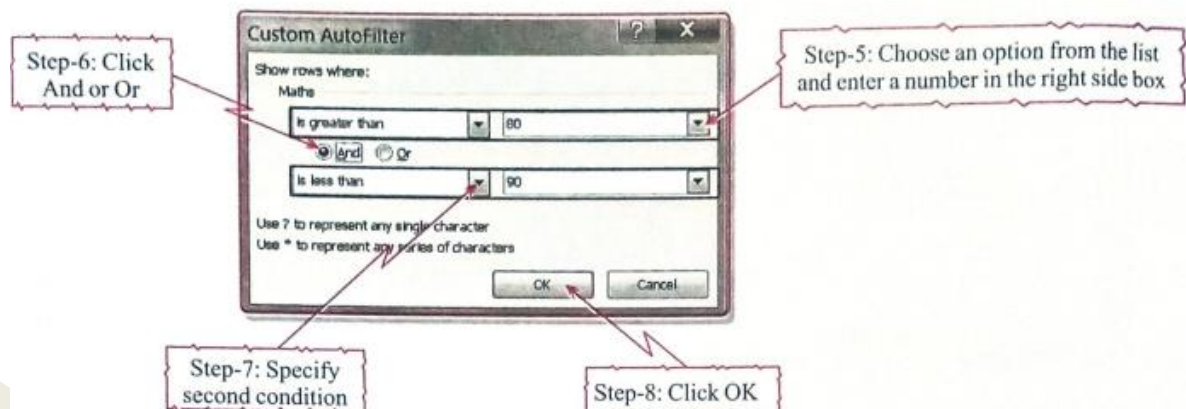 Custom AutoFilter
? X
Step-6: Click
And or Or
Step-5: Choose an option from the list
and enter a number in the right side box
Show rows where:
Maths
is greater than 80
And Or
is less than 90
Use ? to represent any single character
Use * to represent any series of characters
OK Cancel
Step-7: Specify
second condition
Step-8: Click OK